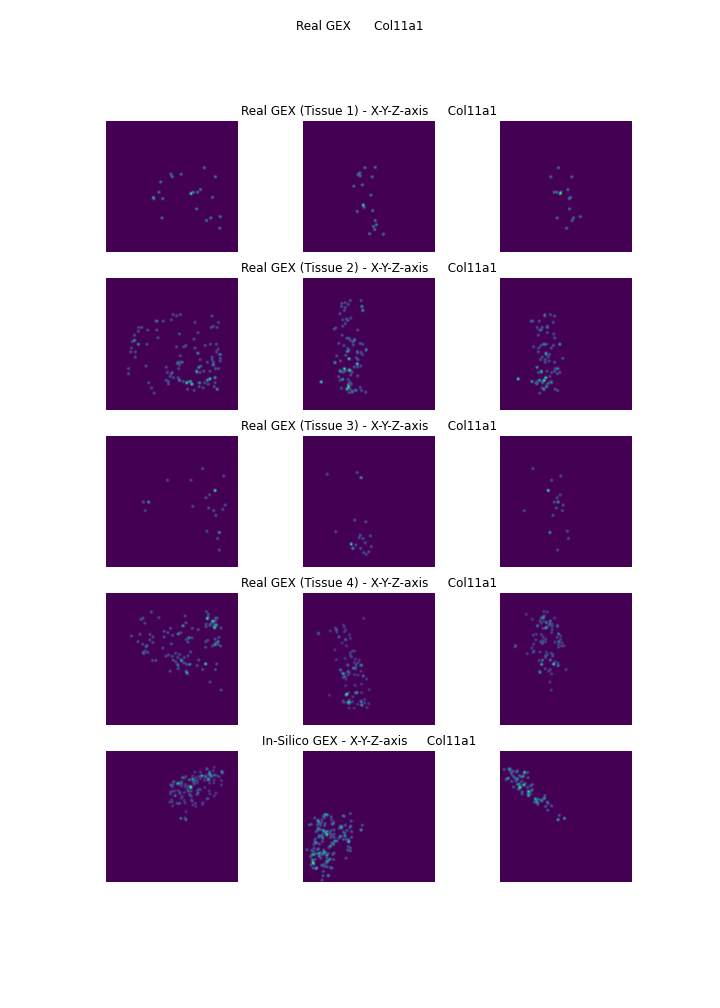 Real GEX Col11a1
Real GEX (Tissue 1) - X-Y-Z-axis Col11a1
Real GEX (Tissue 2) - X-Y-Z-axis Col11a1
Real GEX (Tissue 3) - X-Y-Z-axis Col11a1
Real GEX (Tissue 4) - X-Y-Z-axis Col11a1
In-Silico GEX - X-Y-Z-axis Col11a1